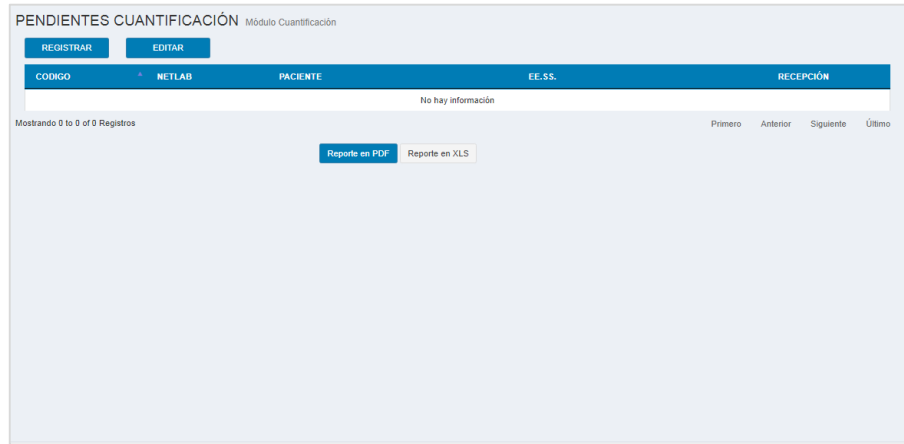 PENDIENTES CUANTIFICACIÓN Módulo Cuantificación
REGISTRAR EDITAR
CODIGO NETLAB PACIENTE EE.SS. RECEPCIÓN
No hay información
Mostrando 0 to 0 of 0 Registros Primero Anterior Siguiente Último
Reporte en PDF Reporte en XLS